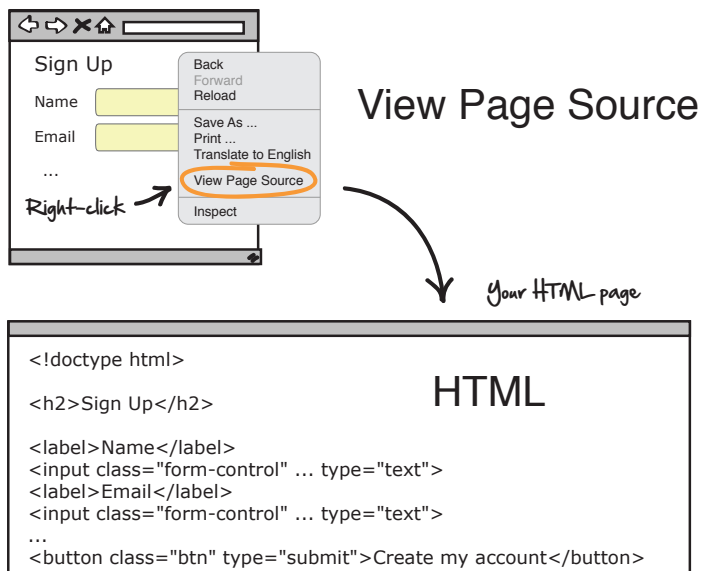 Sign Up
Name
Email
...
Right-click
Back
Forward
Reload
Save As ...
Print ...
Translate to English
View Page Source
Inspect
View Page Source
Your HTML page
<!doctype html>
HTML
<h2>Sign Up</h2>
<label>Name</label>
<input class="form-control" ... type="text">
<label>Email</label>
<input class="form-control" ... type="text">
...
<button class="btn" type="submit">Create my account</button>